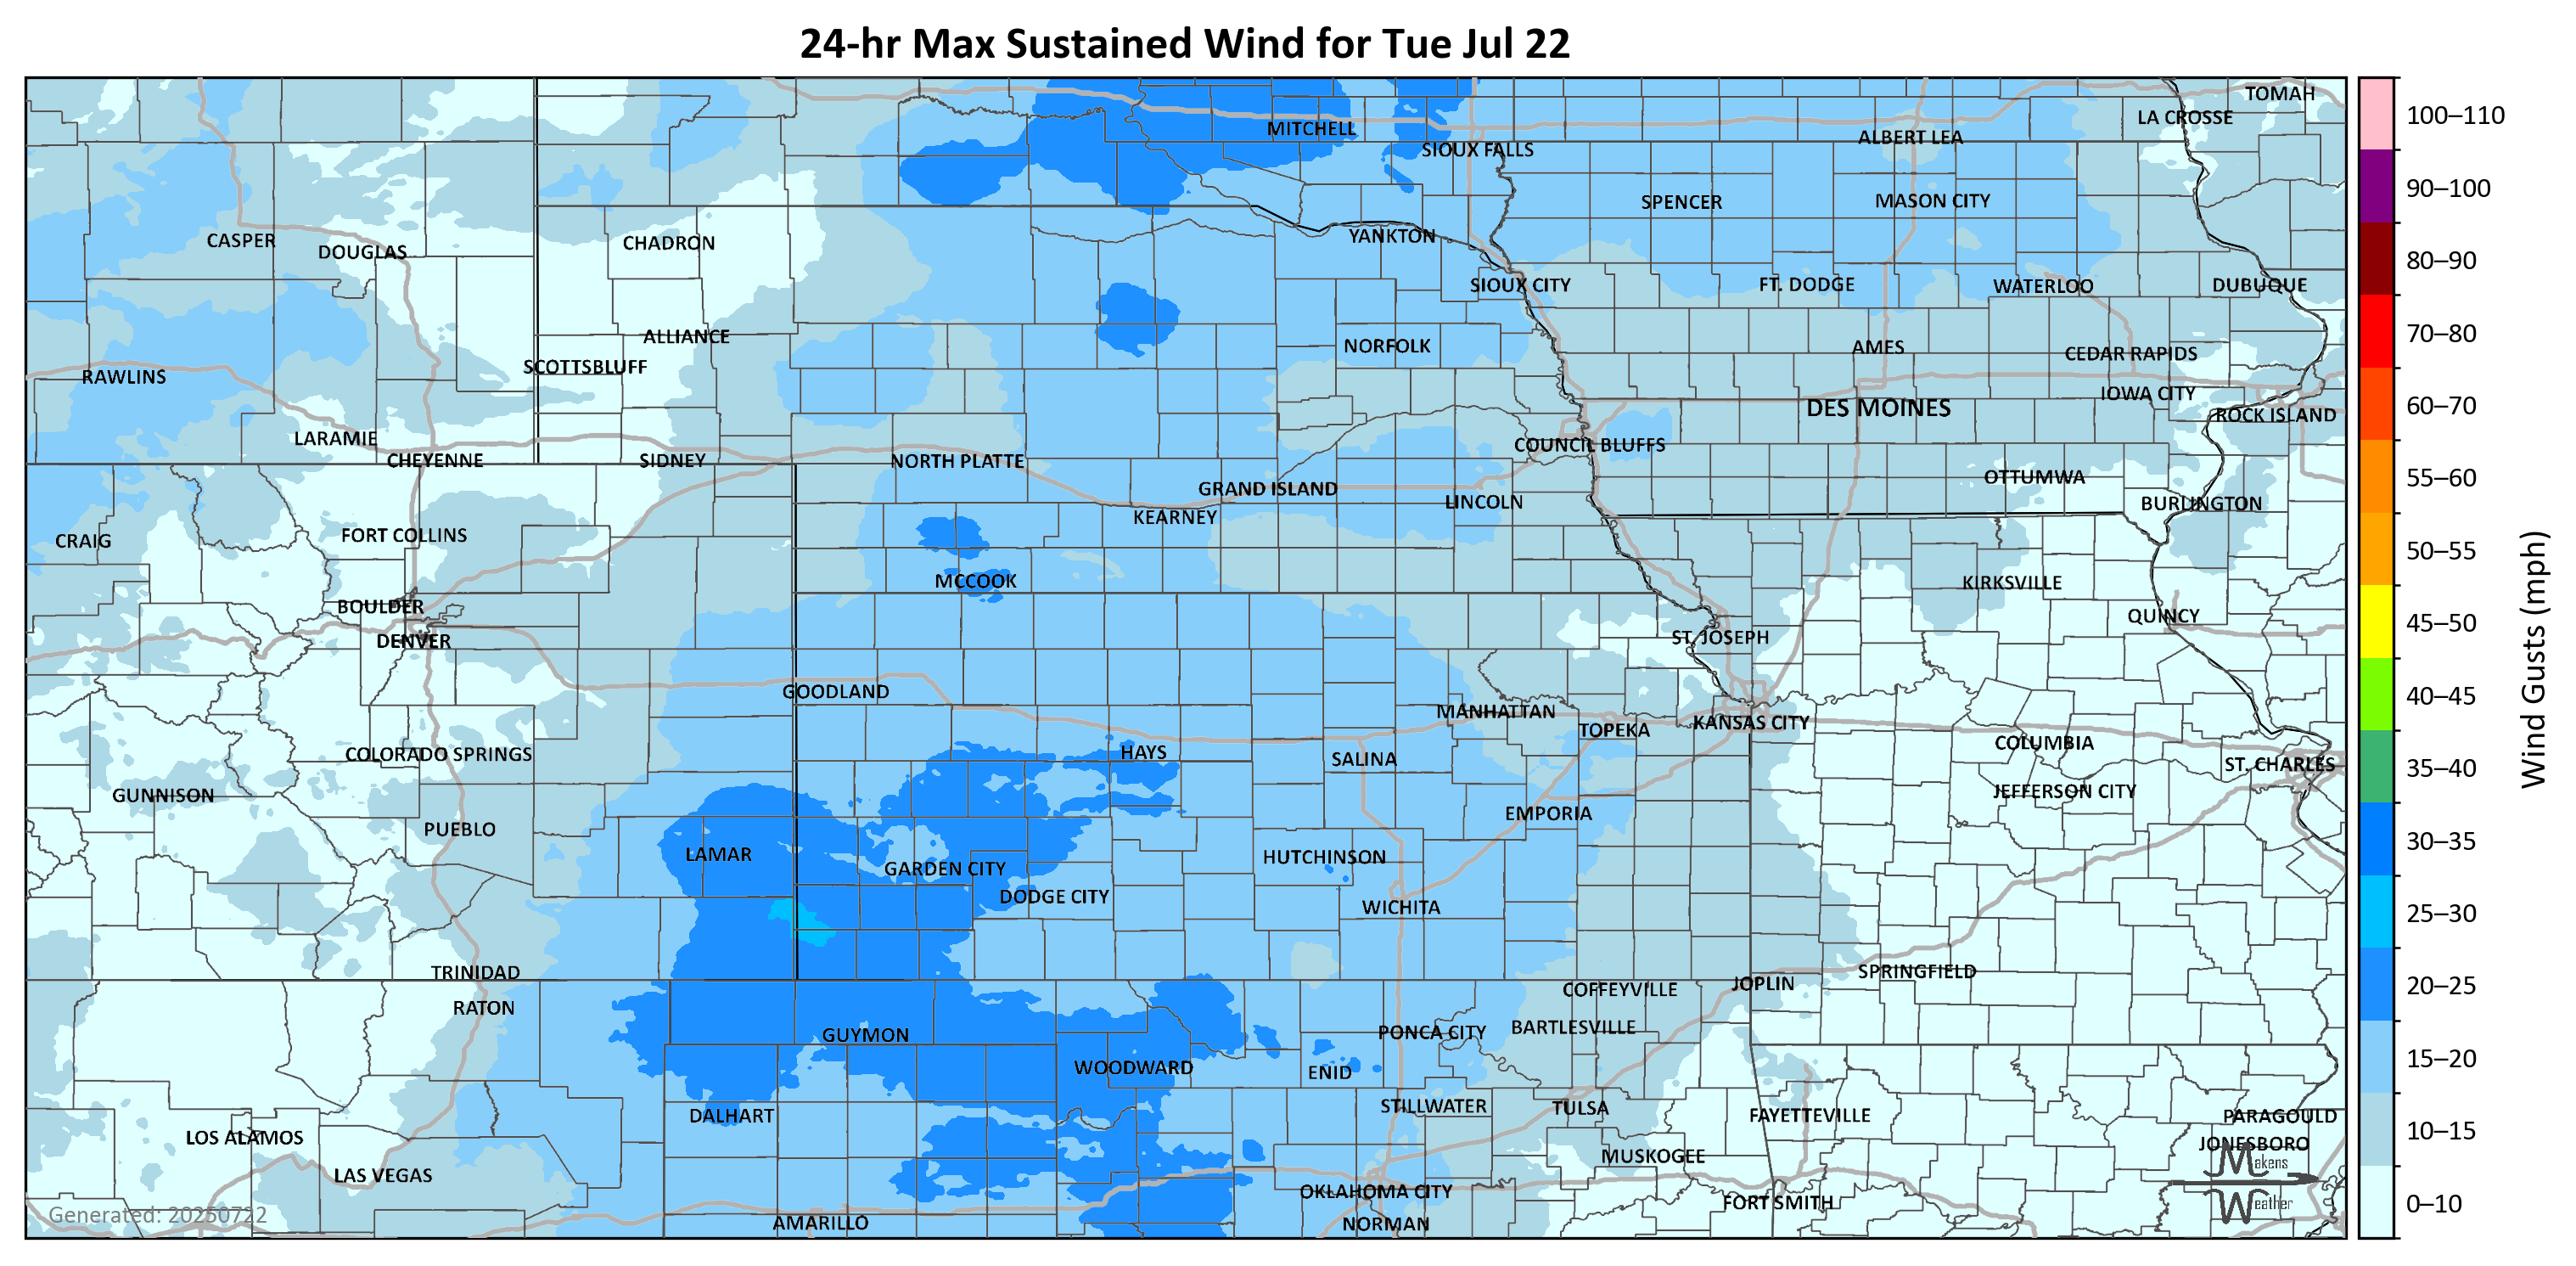 24-hr Max Sustained Wind for Tue Jul 22
TOMAH
LA CROSSE
MITCHELL
ALBERT LEA
SIOUX FALLS
SPENCER
MASON CITY
CASPER
DOUGLAS
CHADRON
YANKTON
SIOUX CITY
FT. DODGE
WATERLOO
DUBUQUE
ALLIANCE
NORFOLK
AMES
CEDAR RAPIDS
SCOTTSBLUFF
RAWLINS
IOWA CITY
DES MOINES
ROCK ISLAND
LARAMIE
COUNCIL BLUFFS
CHEYENNE
SIDNEY
NORTH PLATTE
OTTUMWA
GRAND ISLAND
LINCOLN
BURLINGTON
KEARNEY
CRAIG
FORT COLLINS
MCCOOK
KIRKSVILLE
BOULDER
QUINCY
DENVER
ST. JOSEPH
GOODLAND
MANHATTAN
TOPEKA
KANSAS CITY
COLUMBIA
COLORADO SPRINGS
HAYS
SALINA
ST. CHARLES
GUNNISON
JEFFERSON CITY
EMPORIA
PUEBLO
LAMAR
HUTCHINSON
GARDEN CITY
DODGE CITY
WICHITA
TRINIDAD
SPRINGFIELD
JOPLIN
COFFEYVILLE
RATON
BARTLESVILLE
GUYMON
PONCA CITY
WOODWARD
ENID
STILLWATER
TULSA
DALHART
FAYETTEVILLE
PARAGOULD
LOS ALAMOS
JONESBORO
MUSKOGEE
LAS VEGAS
OKLAHOMA CITY
FORT SMITH
AMARILLO
NORMAN
Generated: 20250722
Makens
Weather
100–110
90–100
80–90
70–80
60–70
55–60
50–55
45–50
40–45
35–40
30–35
25–30
20–25
15–20
10–15
0–10
Wind Gusts (mph)